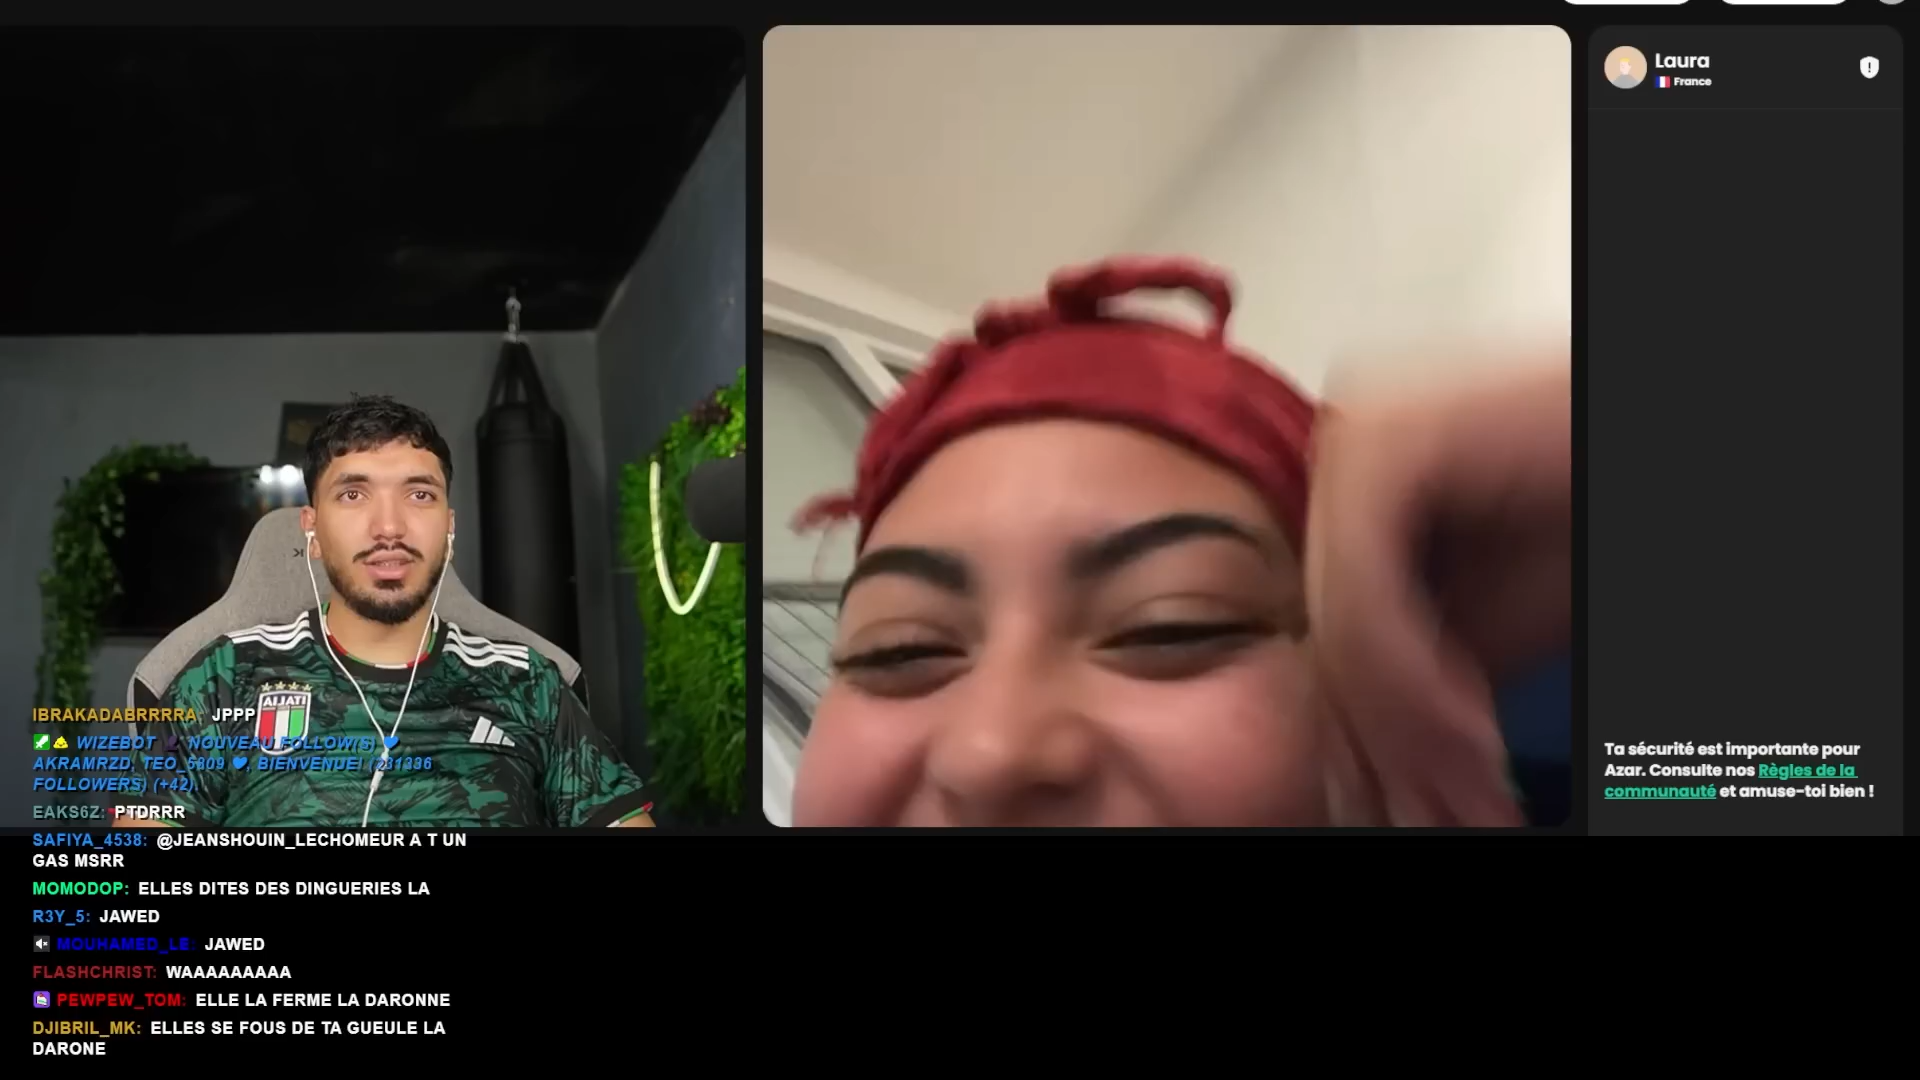 Laura
France
AIJATI
IBRAKADABRRRRA: JPPP
WIZEBOT NOUVEAU FOLLOW(S)
AKRAMRZD, TEO_5809 , BIENVENUE! (231336
FOLLOWERS) (+42)
EAKS6Z: PTDRRR
SAFIYA_4538: @JEANSHOUIN_LECHOMEUR A T UN
GAS MSRR
MOMODOP: ELLES DITES DES DINGUERIES LA
R3Y_5: JAWED
MOUHAMED_LE: JAWED
FLASHCHRIST: WAAAAAAAAA
PEWPEW_TOM: ELLE LA FERME LA DARONNE
DJIBRIL_MK: ELLES SE FOUS DE TA GUEULE LA
DARONE
Ta sécurité est importante pour
Azar. Consulte nos Règles de la
communauté et amuse-toi bien !